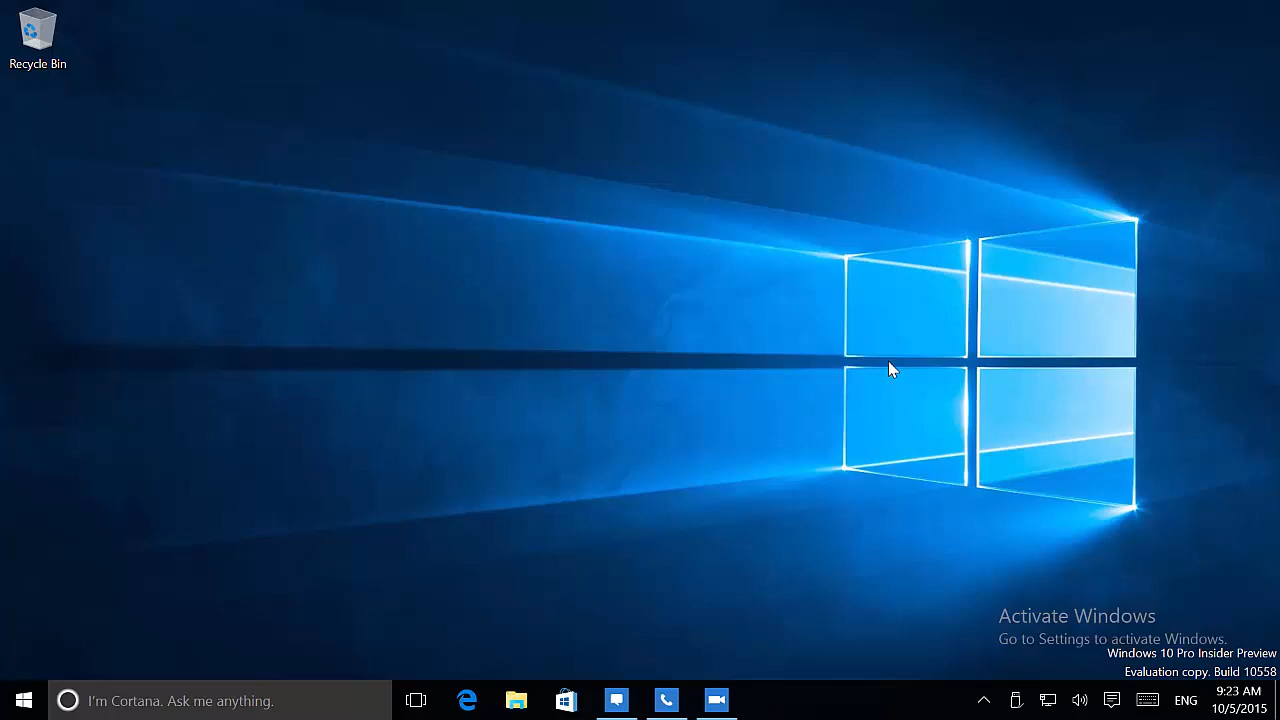 Recycle Bin
Activate Windows
Go to Settings to activate Windows.
Windows 10 Pro Insider Preview
Evaluation copy. Build 10558
I'm Cortana. Ask me anything.
ENG
9:23 AM
10/5/2015